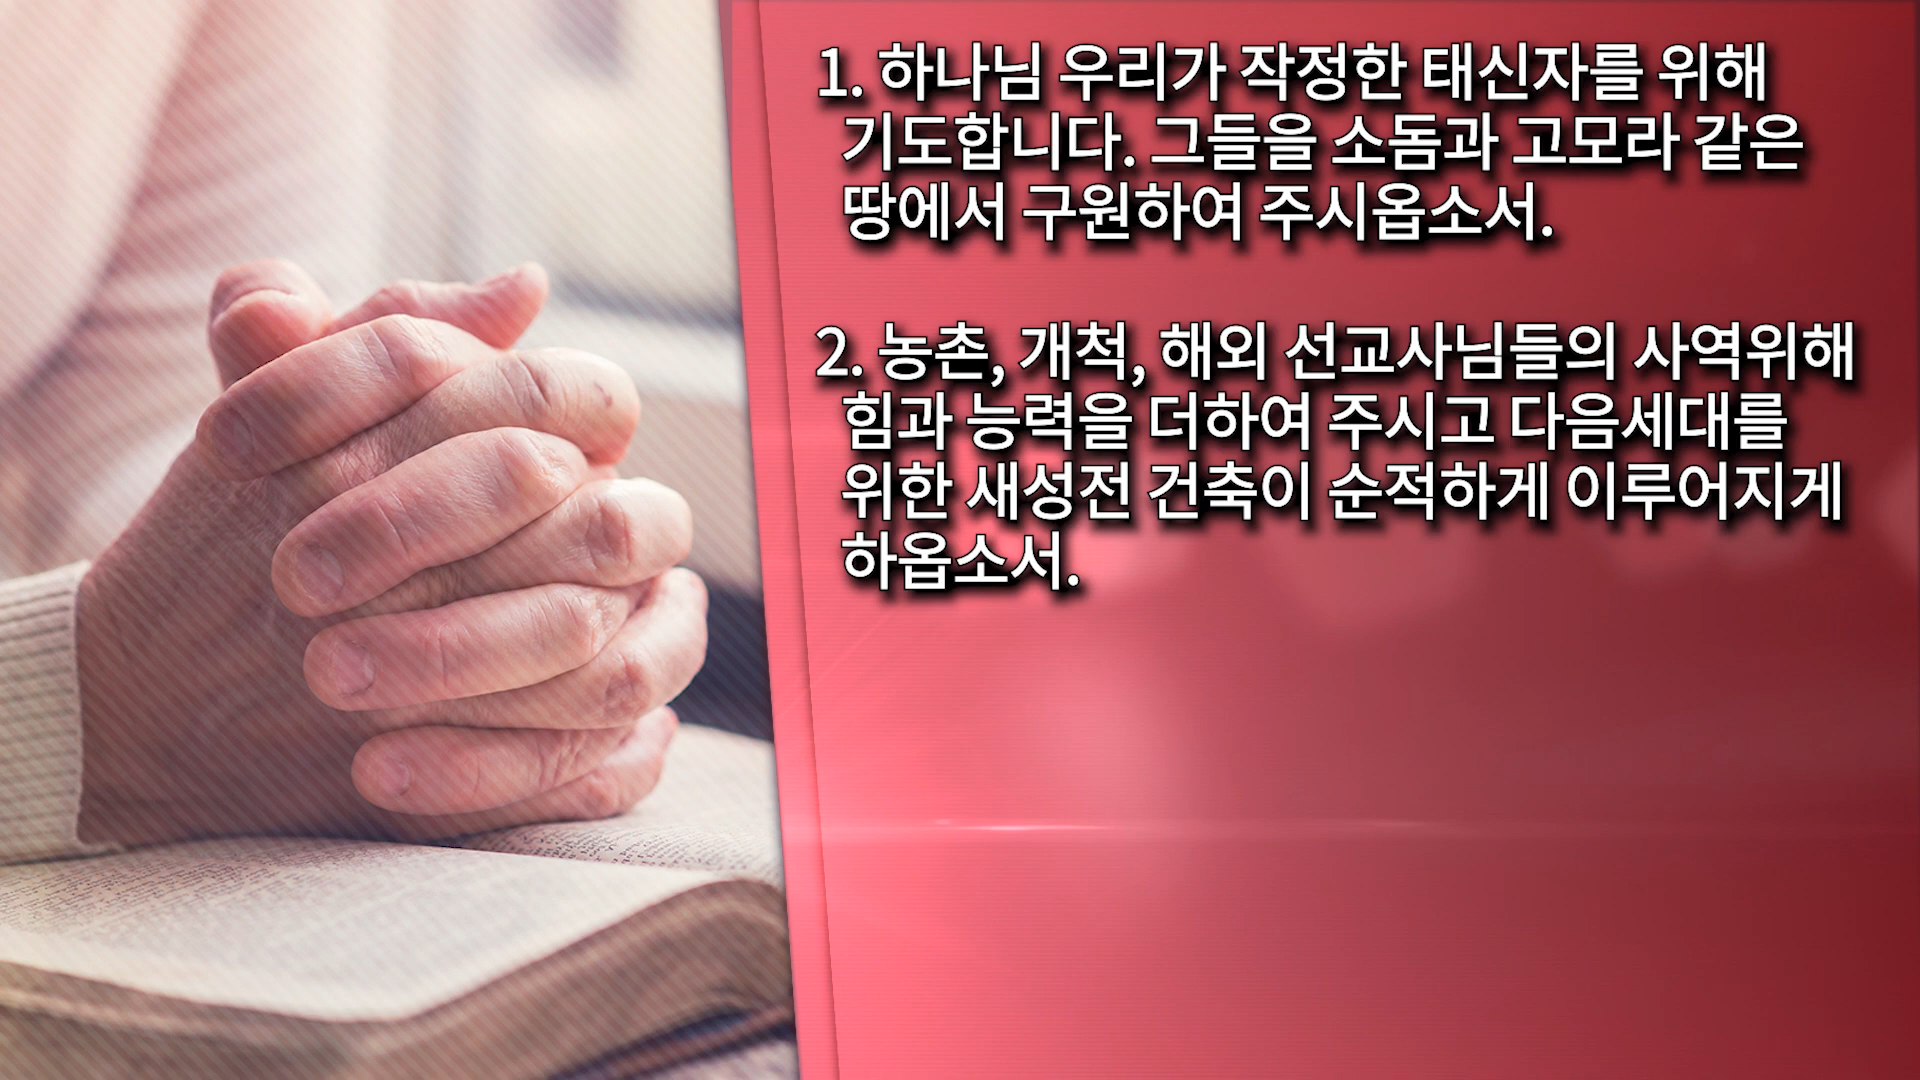 1. 하나님 우리가 작정한 태신자를 위해
기도합니다. 그들을 소돔과 고모라 같은
땅에서 구원하여 주시옵소서.
2. 농촌, 개척, 해외 선교사님들의 사역위해
힘과 능력을 더하여 주시고 다음세대를
위한 새성전 건축이 순적하게 이루어지게
하옵소서.